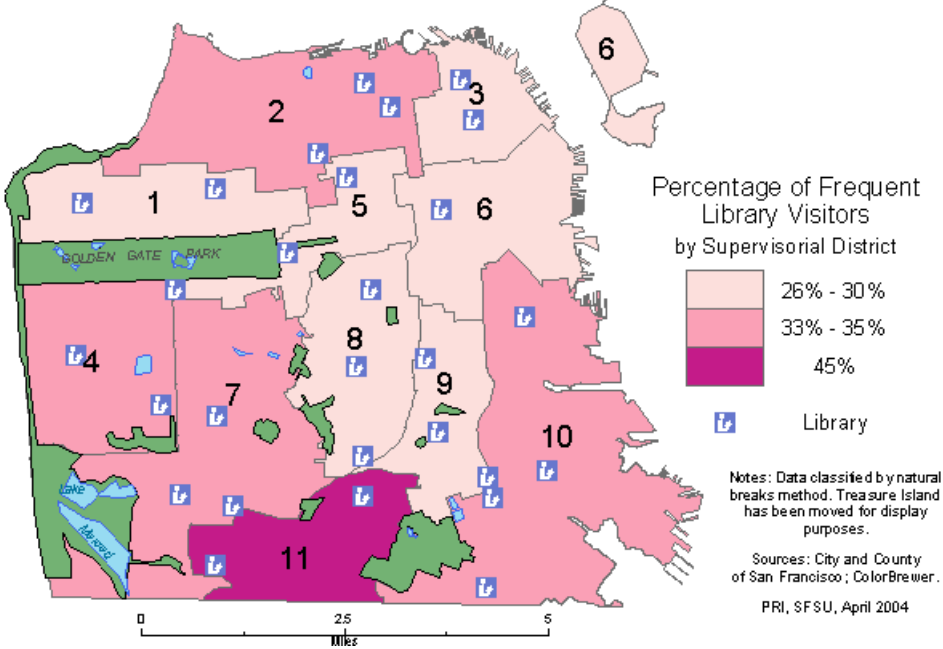 6
2
3
Percentage of Frequent
Library Visitors
by Supervisorial District
1
5
6
GOLDEN GATE PARK
26% - 30%
33% - 35%
45%
4
7
8
9
10
Library
Lake
Merced
11
Notes: Data classified by natural
breaks method. Treasure Island
has been moved for display
purposes.
Sources: City and County
of San Francisco; ColorBrewer.
PRI, SFSU, April 2004
0 2.5 5
Miles